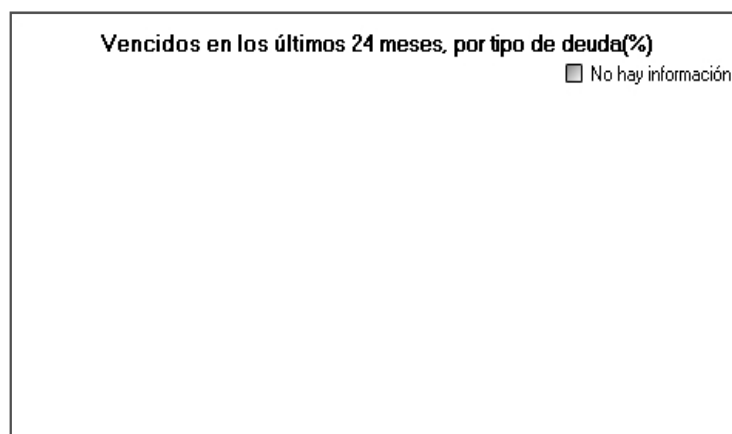 Vencidos en los últimos 24 meses, por tipo de deuda(%)
No hay información